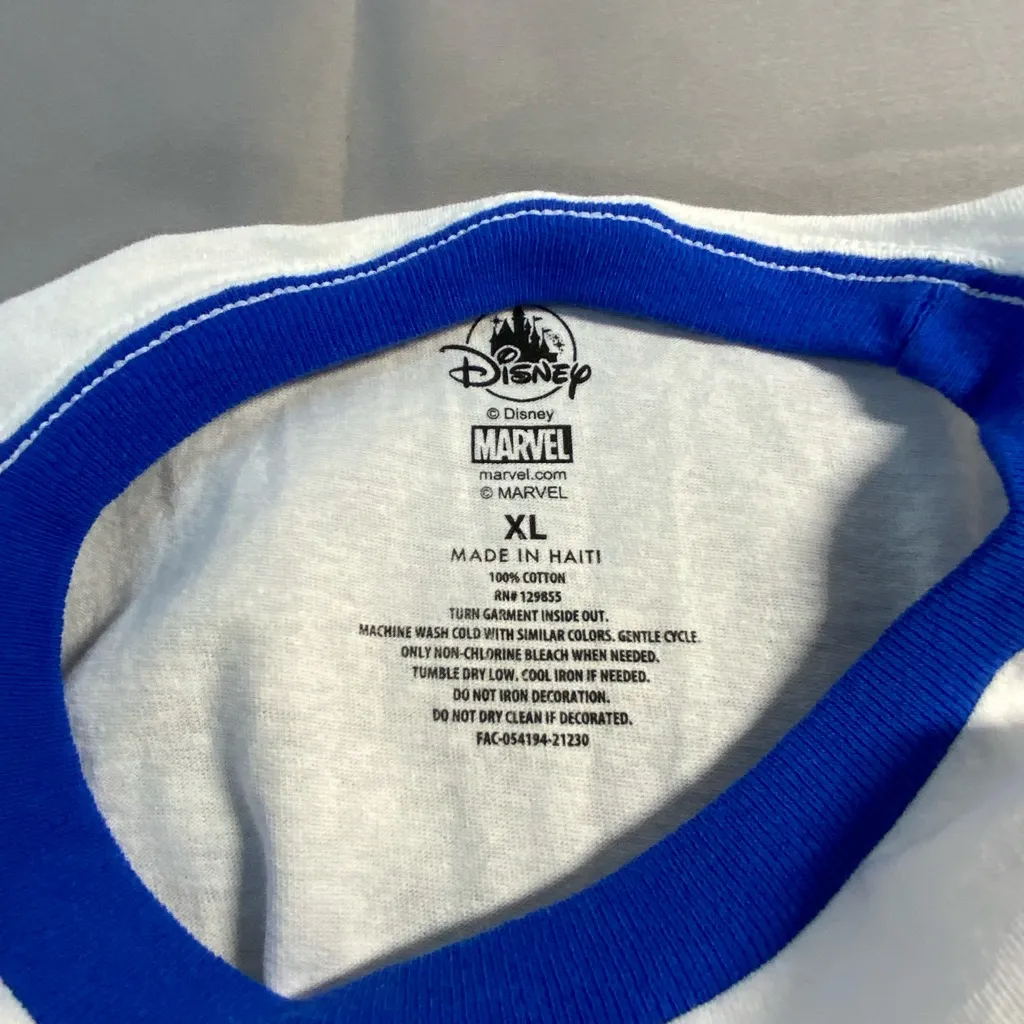 Disney
© Disney
MARVEL
marvel.com
© MARVEL
XL
MADE IN HAITI
100% COTTON
RN# 129855
TURN GARMENT INSIDE OUT.
MACHINE WASH COLD WITH SIMILAR COLORS. GENTLE CYCLE.
ONLY NON-CHLORINE BLEACH WHEN NEEDED.
TUMBLE DRY LOW. COOL IRON IF NEEDED.
DO NOT IRON DECORATION.
DO NOT DRY CLEAN IF DECORATED.
FAC-054194-21230